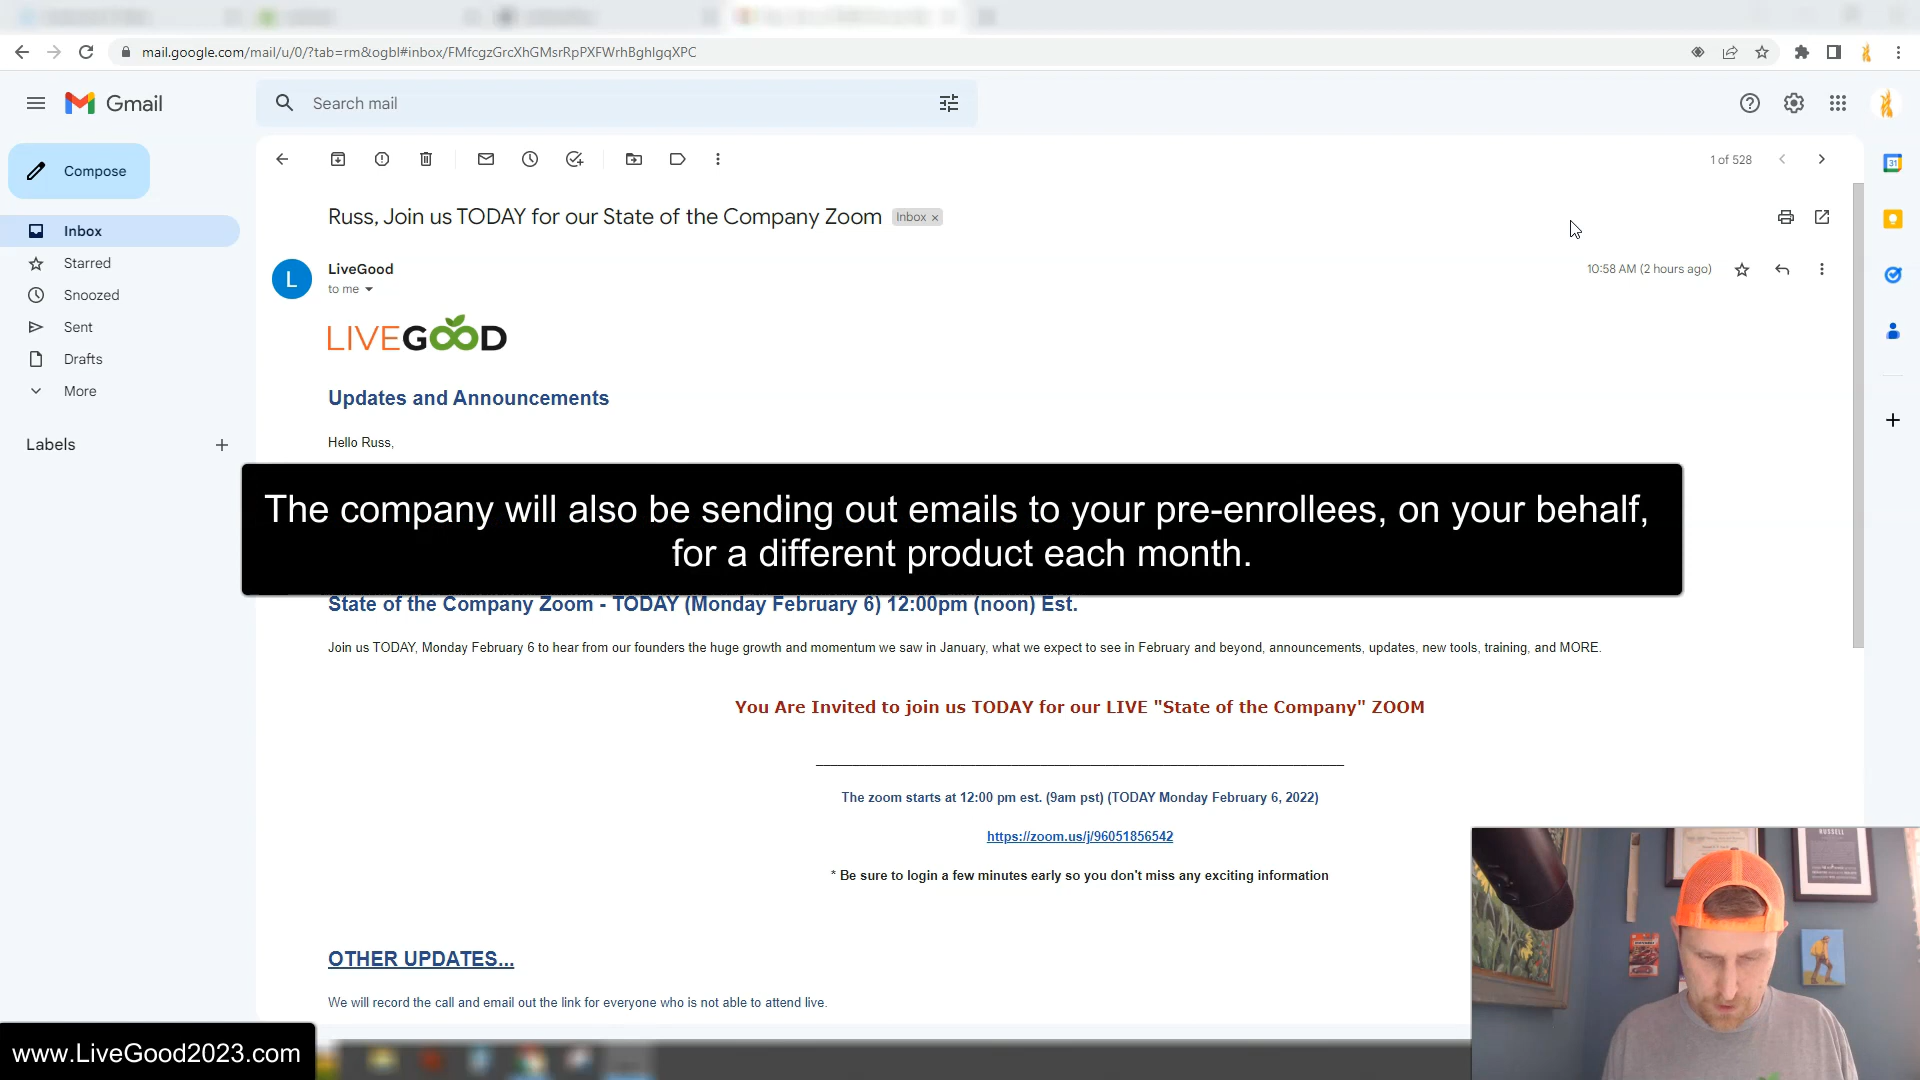 mail.google.com/mail/u/0/?tab=rm&ogbl#inbox/FMfcgzGrcXhGMsrRpPXFWrhBghIgqXPC
Gmail
Search mail
Compose
1 of 528
Russ, Join us TODAY for our State of the Company Zoom
Inbox ×
Inbox
Starred
Snoozed
Sent
Drafts
More
Labels
L
LiveGood
10:58 AM (2 hours ago)
to me
LIVEGOOD
Updates and Announcements
Hello Russ,
The company will also be sending out emails to your pre-enrollees, on your behalf,
for a different product each month.
State of the Company Zoom - TODAY (Monday February 6) 12:00pm (noon) Est.
Join us TODAY, Monday February 6 to hear from our founders the huge growth and momentum we saw in January, what we expect to see in February and beyond, announcements, updates, new tools, training, and MORE.
You Are Invited to join us TODAY for our LIVE "State of the Company" ZOOM
The zoom starts at 12:00 pm est. (9am pst) (TODAY Monday February 6, 2022)
https://zoom.us/j/96051856542
* Be sure to login a few minutes early so you don't miss any exciting information
OTHER UPDATES...
We will record the call and email out the link for everyone who is not able to attend live.
www.LiveGood2023.com
31
RUSSELL